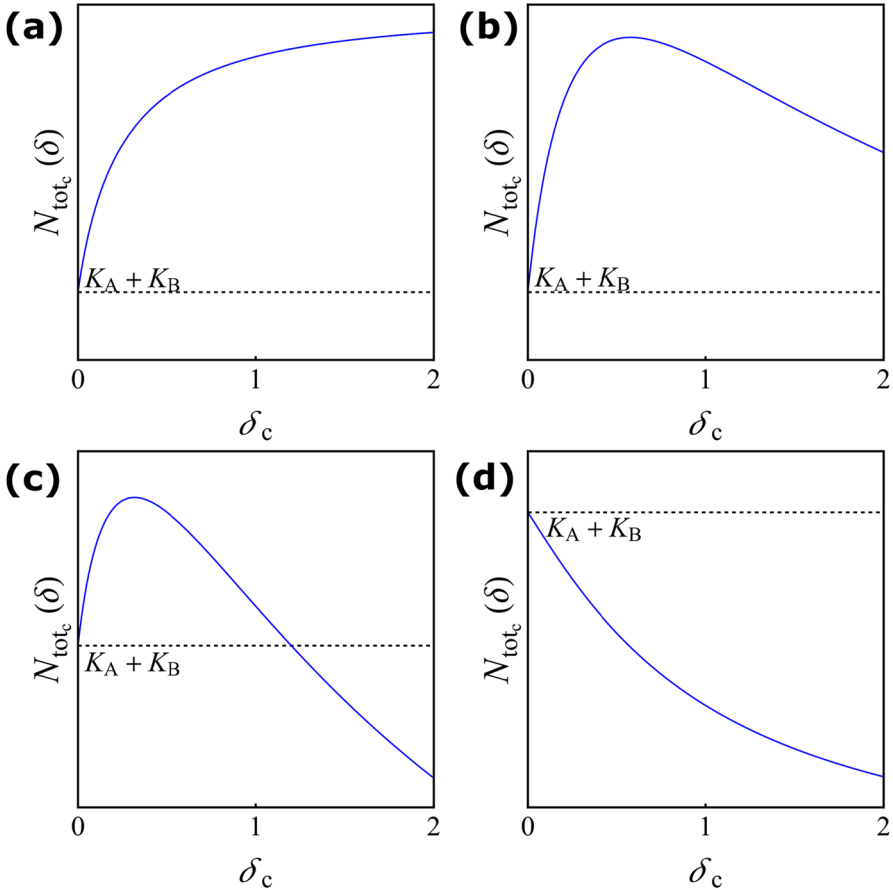 (a)
N_tot_c (δ)
K_A + K_B
0 1 2
δ_c
(b)
N_tot_c (δ)
K_A + K_B
0 1 2
δ_c
(c)
N_tot_c (δ)
K_A + K_B
0 1 2
δ_c
(d)
N_tot_c (δ)
K_A + K_B
0 1 2
δ_c